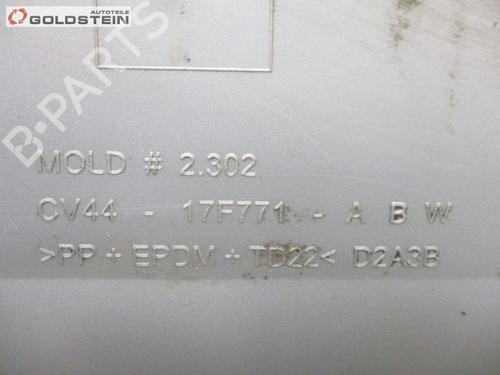 AUTOTEILE
GOLDSTEIN
B-PARTS
MOLD # 2.302
CV44 - 17F771 - A B W
>PP + EPDM + TD22< D2A3B